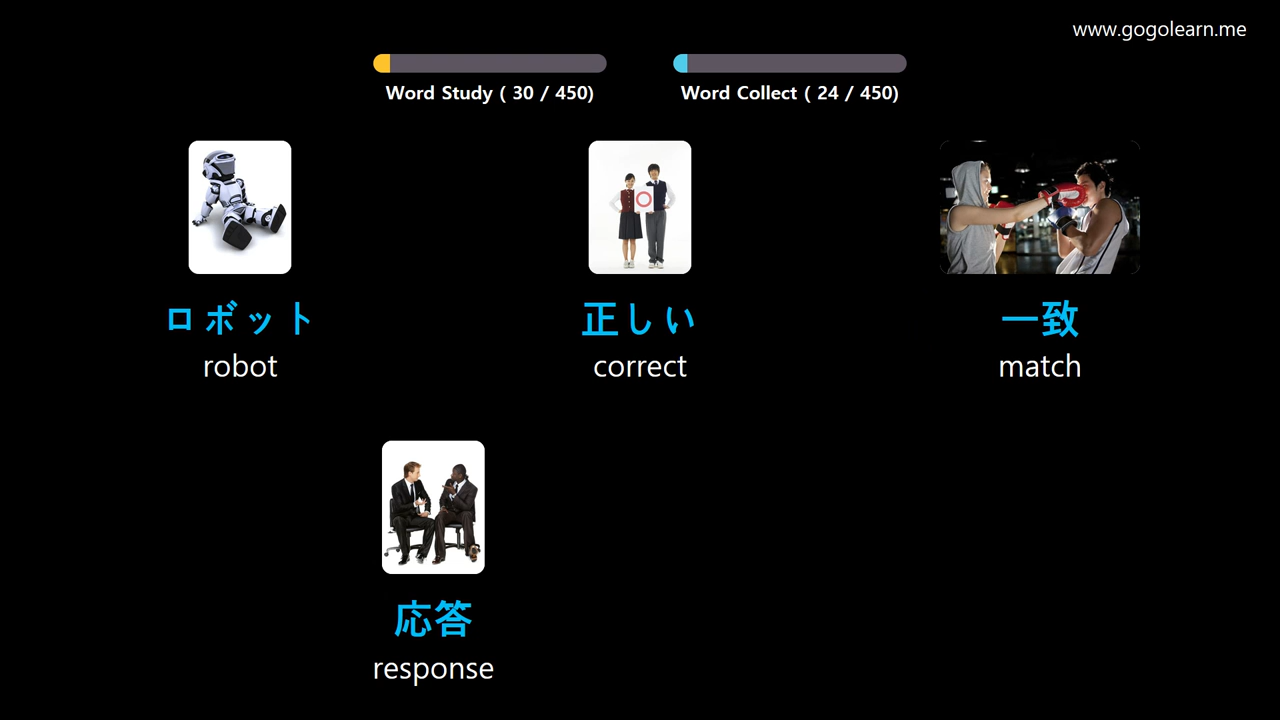 www.gogolearn.me
Word Study ( 30 / 450)
Word Collect ( 24 / 450)
ロボット
robot
正しい
correct
一致
match
応答
response